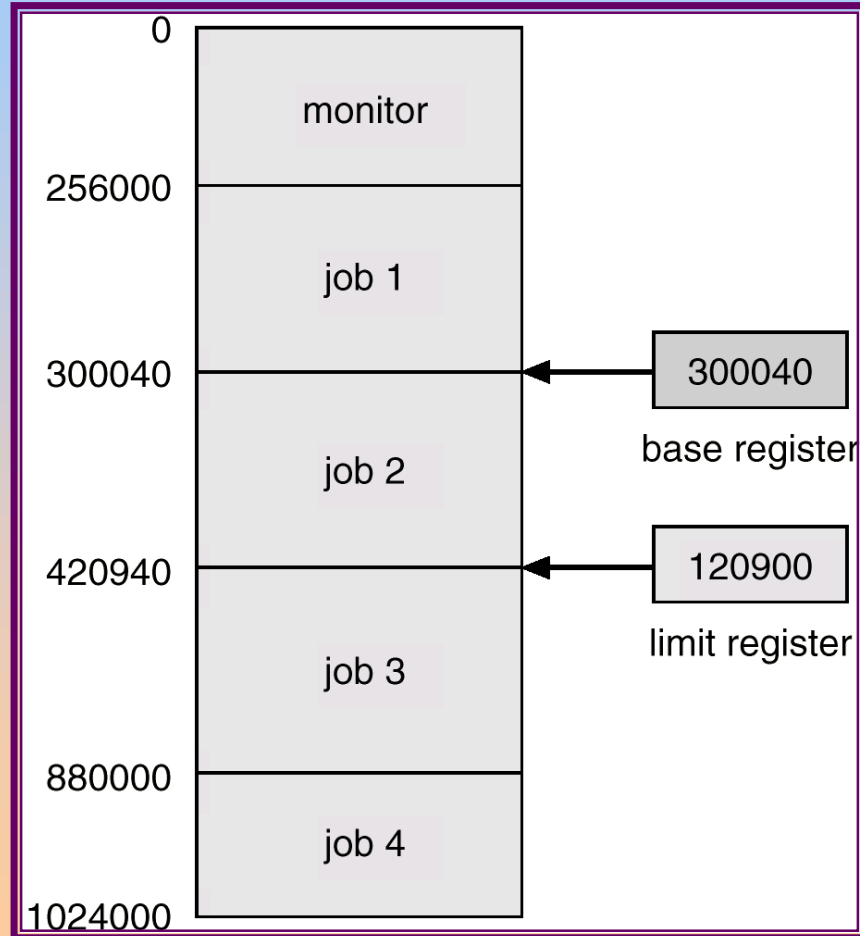 0
monitor
256000
job 1
300040
300040
base register
job 2
420940
120900
limit register
job 3
880000
job 4
1024000